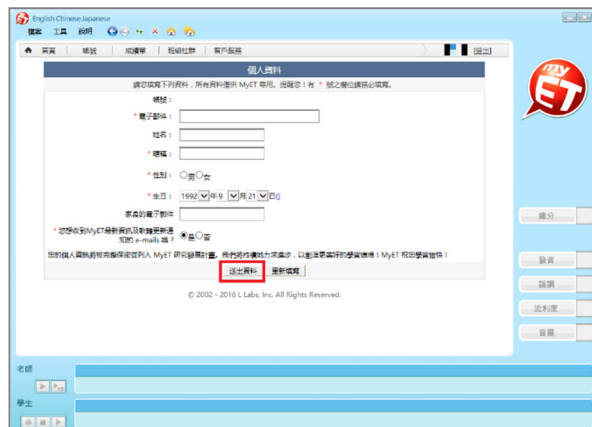 English Chinese Japanese
檔案 工具 說明
首頁 帳號 成績單 班級社群 客戶服務 [登出]
個人資料
請您填寫下列資料，所有資料僅供 MyET 專用。提醒您！有 * 號之欄位請務必填寫。
帳號：
* 電子郵件：
姓名：
* 暱稱：
* 性別： 男 女
* 生日： 1992 年 9 月 21 日()
家長的電子郵件
* 您想收到MyET最新資訊及軟體更新通
知的 e-mails 嗎？ 是 否
您的個人資訊將被完備保密並列入 MyET 研究發展計畫。我們將持續地力求進步，以創造更美好的學習環境！MyET 祝您學習愉快！
送出資料 重新填寫
© 2002 - 2016 L Labs, Inc. All Rights Reserved.
my
ET
總分
發音
語調
流利度
音量
老師
學生